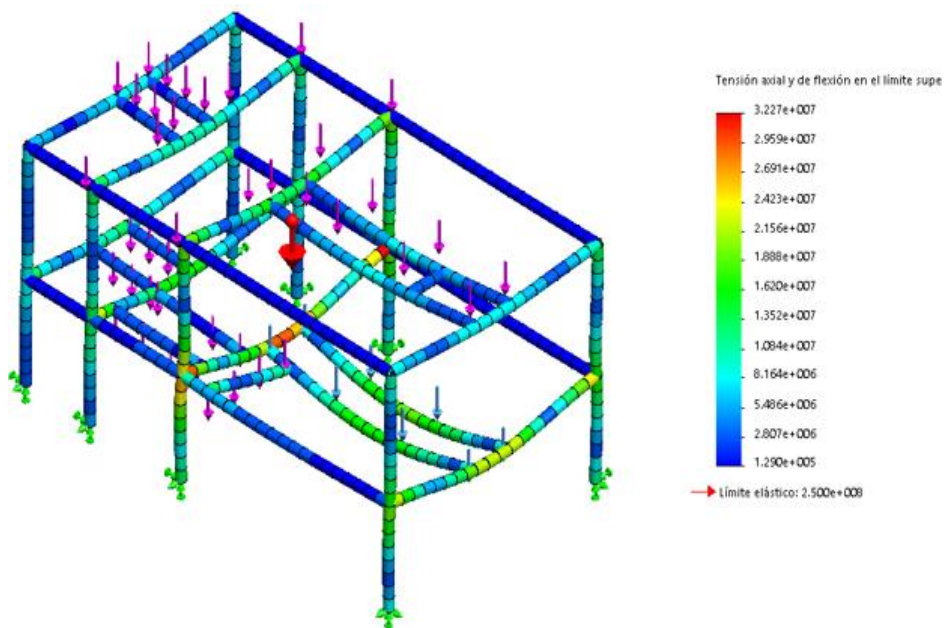 Tensión axial y de flexión en el límite supe
3.227e+007
2.959e+007
2.691e+007
2.423e+007
2.156e+007
1.888e+007
1.620e+007
1.352e+007
1.084e+007
8.164e+006
5.486e+006
2.807e+006
1.290e+005
Límite elástico: 2.500e+008